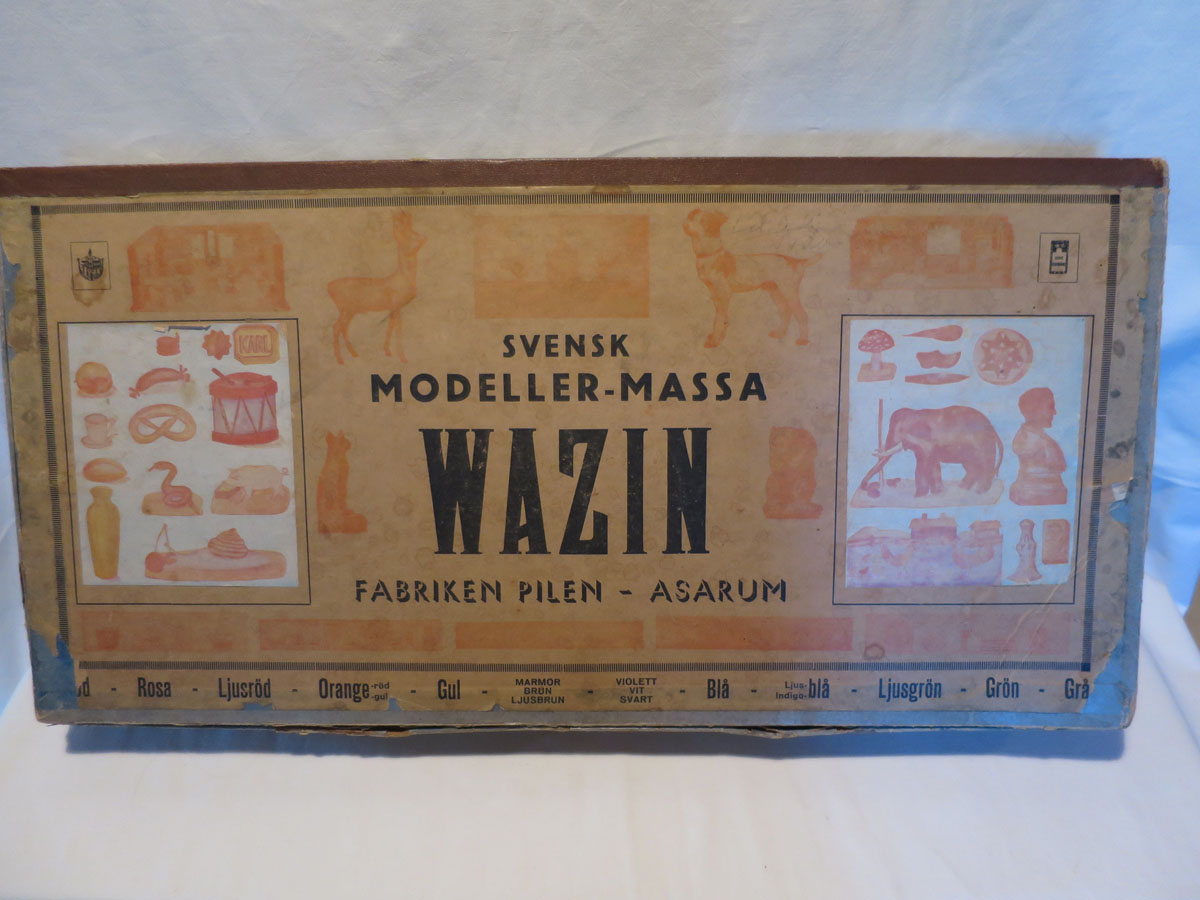 KARL
SVENSK
MODELLER-MASSA
WAZIN
FABRIKEN PILEN - ASARUM
d - Rosa - Ljusröd - Orange -röd -gul - Gul - MARMOR BRUN LJUSBRUN - VIOLETT VIT SVART - Blå - Ljus- Indigo- blå - Ljusgrön - Grön - Grå